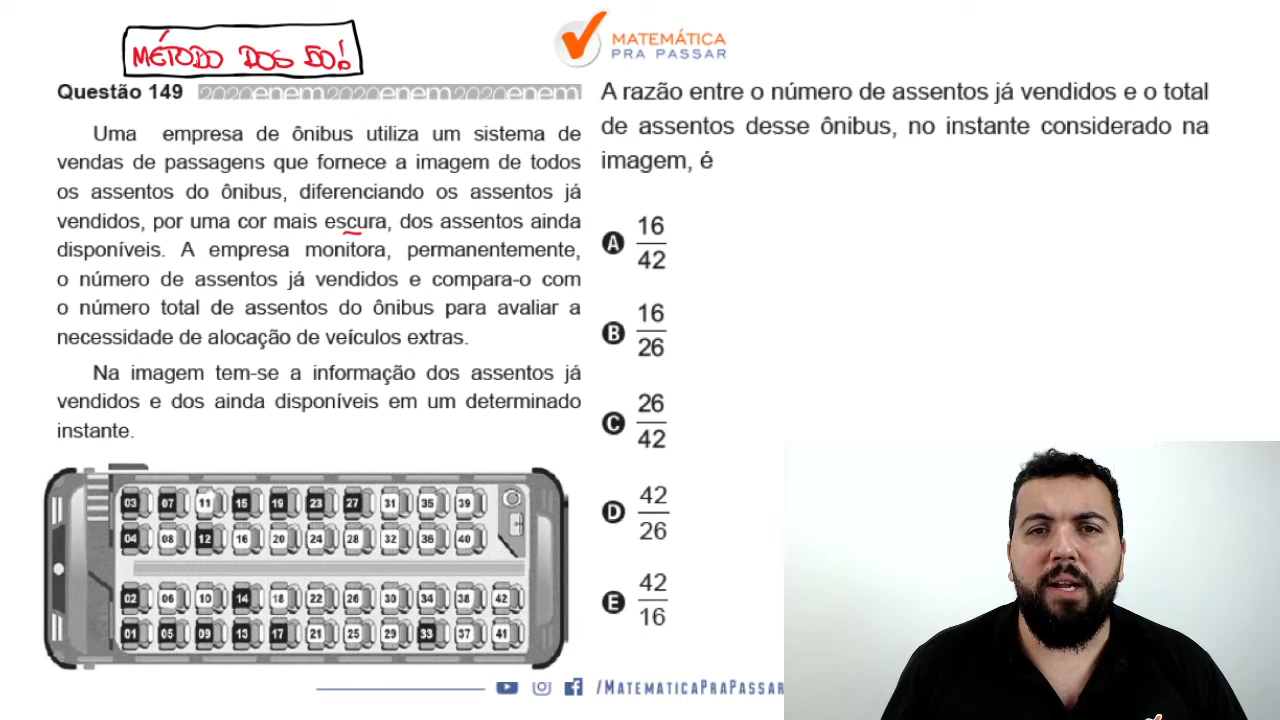 MÉTODO DOS 50!
MATEMÁTICA
PRA PASSAR
Questão 149
2020enem2020enem2020enem
Uma empresa de ônibus utiliza um sistema de
vendas de passagens que fornece a imagem de todos
os assentos do ônibus, diferenciando os assentos já
vendidos, por uma cor mais escura, dos assentos ainda
disponíveis. A empresa monitora, permanentemente,
o número de assentos já vendidos e compara-o com
o número total de assentos do ônibus para avaliar a
necessidade de alocação de veículos extras.
Na imagem tem-se a informação dos assentos já
vendidos e dos ainda disponíveis em um determinado
instante.
03 07 11 15 19 23 27 31 35 39
04 08 12 16 20 24 28 32 36 40
02 06 10 14 18 22 26 30 34 38 42
01 05 09 13 17 21 25 29 33 37 41
A razão entre o número de assentos já vendidos e o total
de assentos desse ônibus, no instante considerado na
imagem, é
A 16
42
B 16
26
C 26
42
D 42
26
E 42
16
/MATEMATICAPRAPASSAR